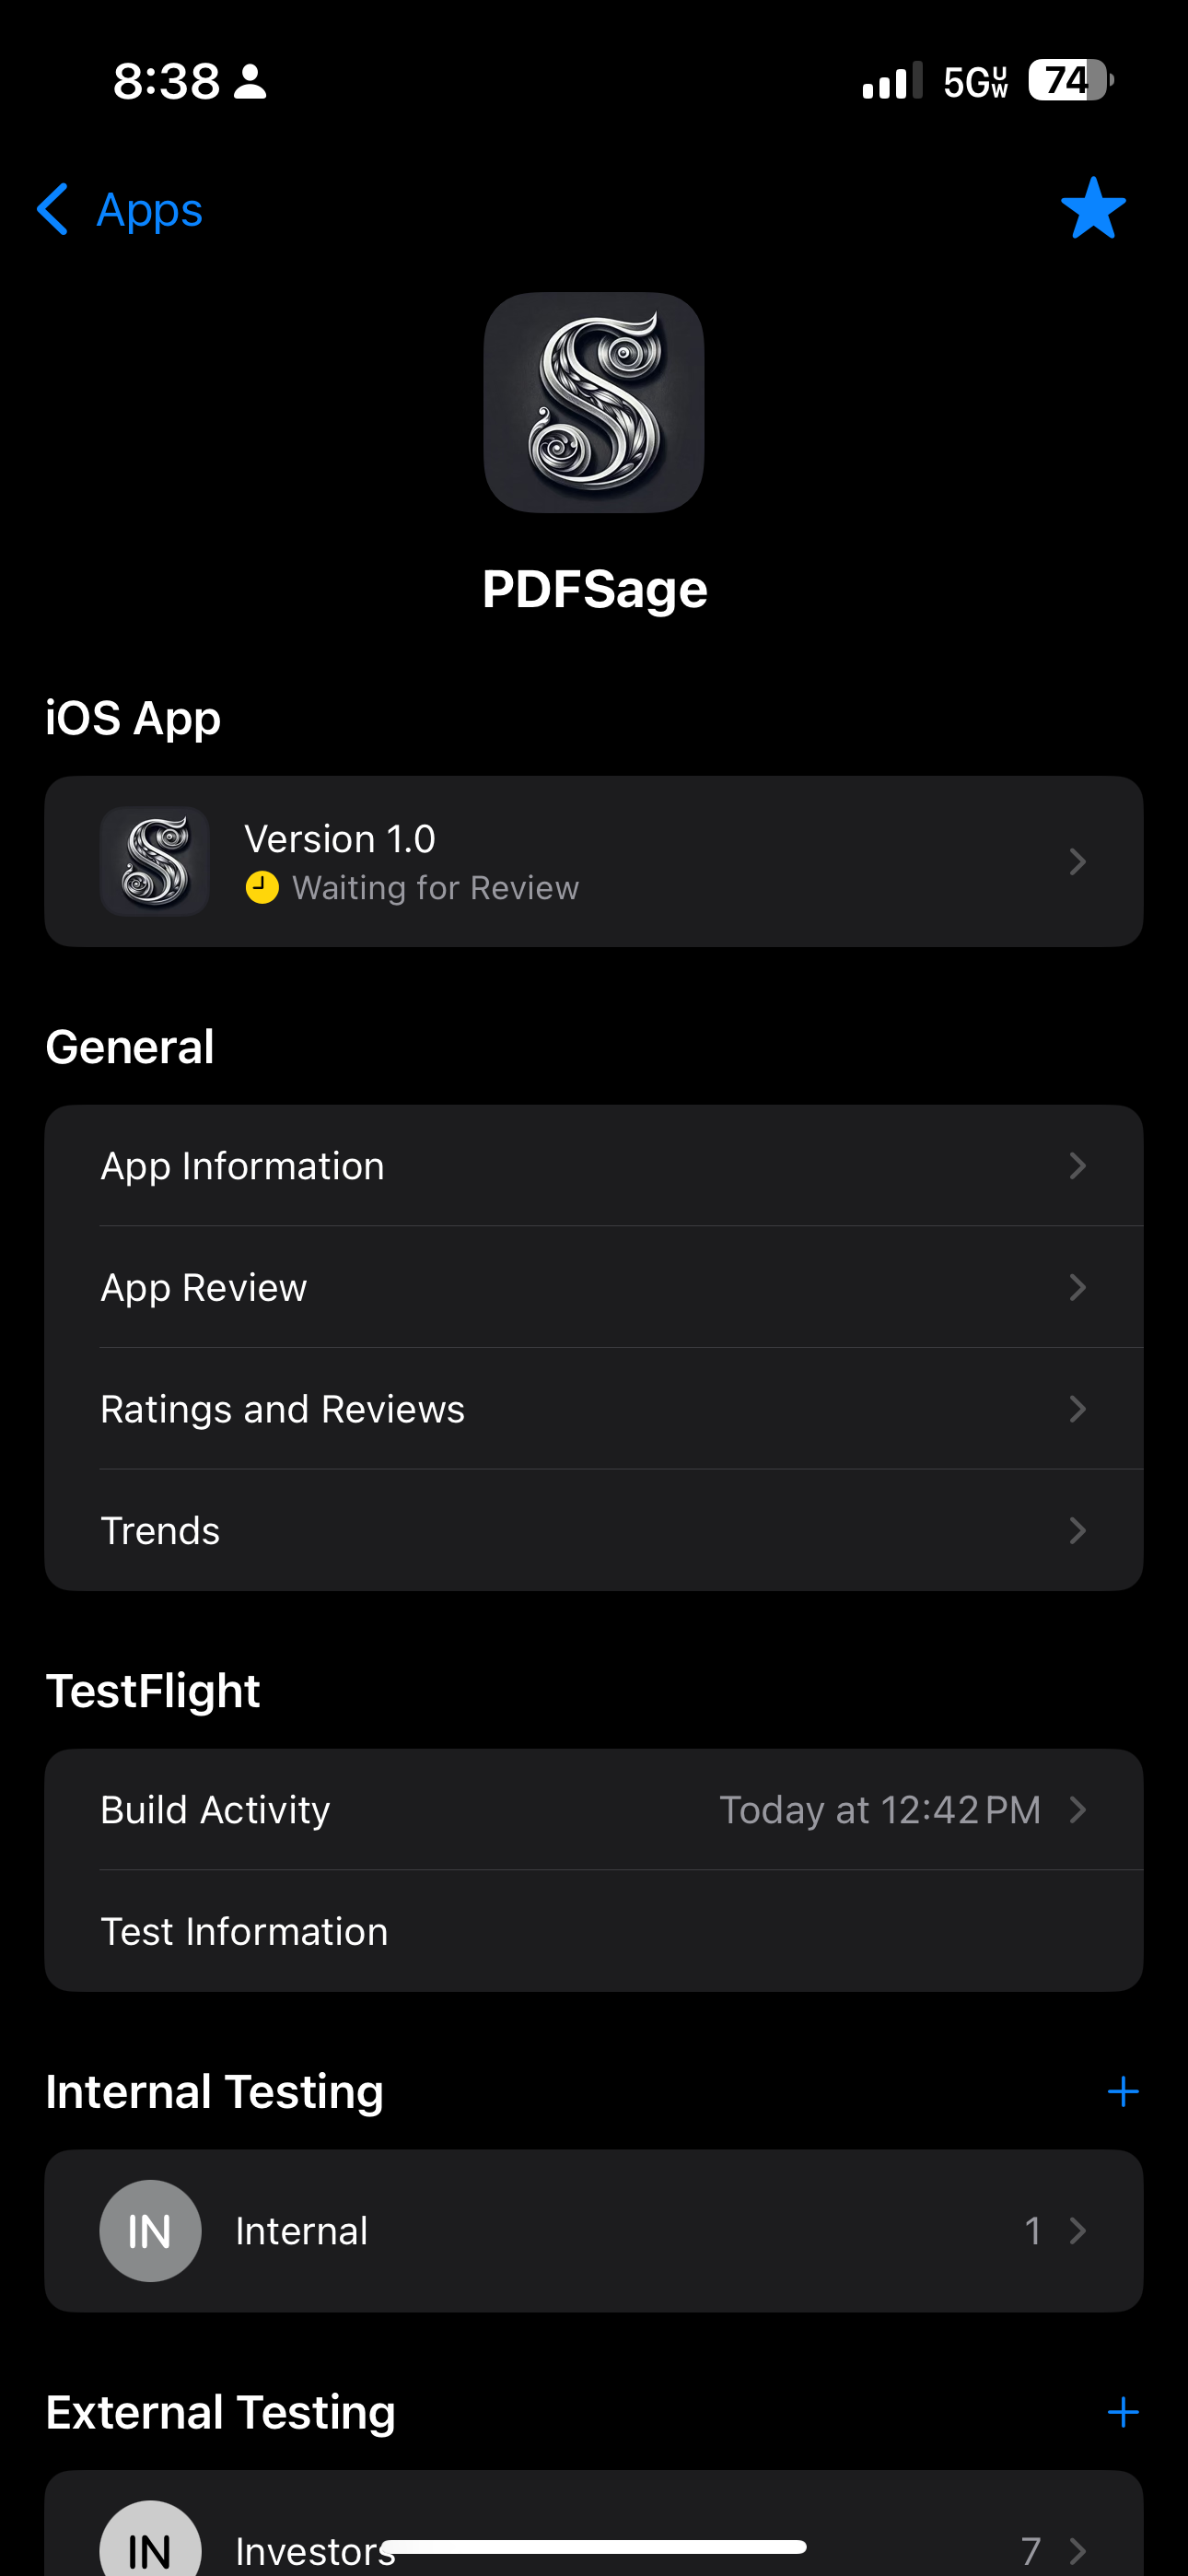 8:38
5GUW
74
Apps
S
PDFSage
iOS App
S
Version 1.0
Waiting for Review
General
App Information
App Review
Ratings and Reviews
Trends
TestFlight
Build Activity
Today at 12:42 PM
Test Information
Internal Testing
IN
Internal
1
External Testing
IN
Investors
7